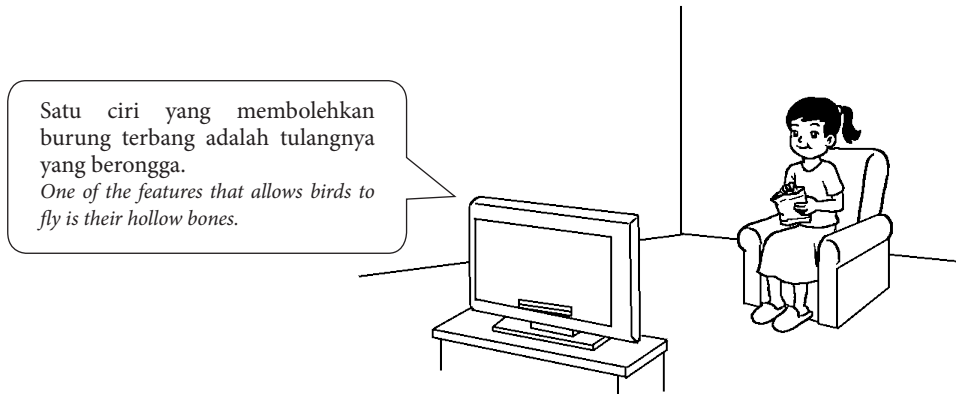 Satu ciri yang membolehkan
burung terbang adalah tulangnya
yang berongga.
One of the features that allows birds to
fly is their hollow bones.